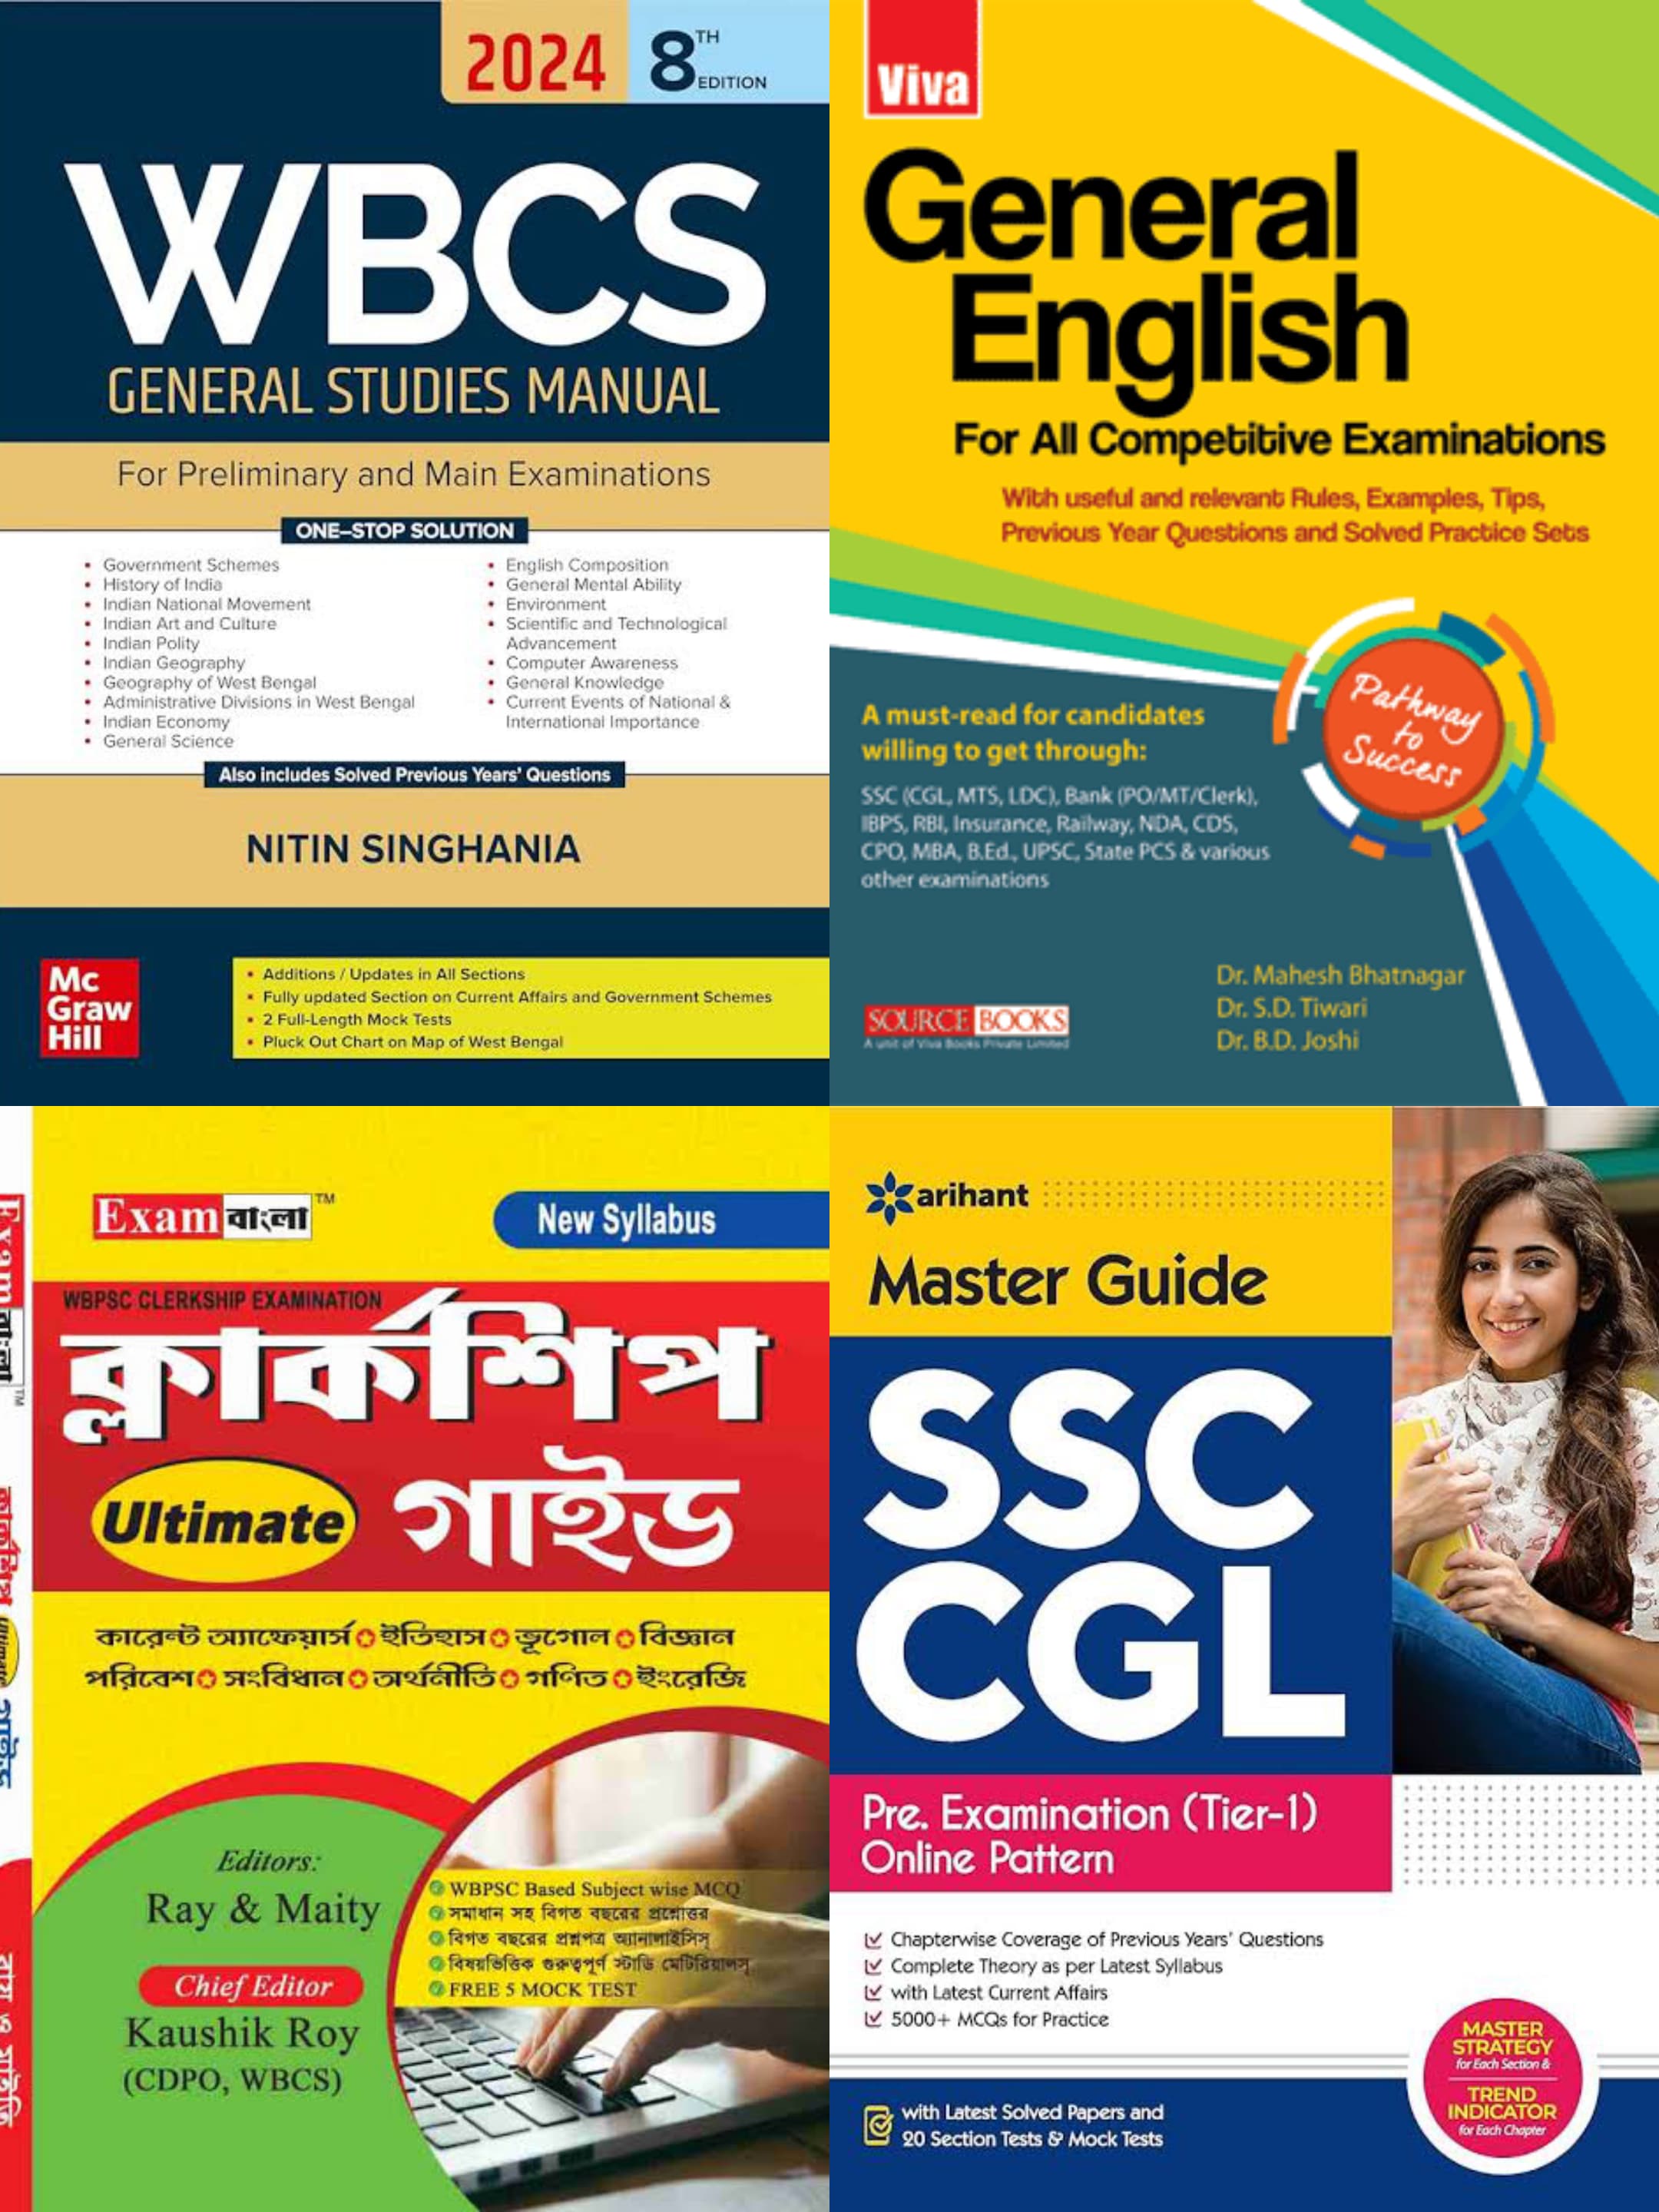 2024
8TH EDITION
WBCS
GENERAL STUDIES MANUAL
For Preliminary and Main Examinations
ONE–STOP SOLUTION
• Government Schemes
• History of India
• Indian National Movement
• Indian Art and Culture
• Indian Polity
• Indian Geography
• Geography of West Bengal
• Administrative Divisions in West Bengal
• Indian Economy
• General Science
• English Composition
• General Mental Ability
• Environment
• Scientific and Technological
Advancement
• Computer Awareness
• General Knowledge
• Current Events of National &
International Importance
Also includes Solved Previous Years' Questions
NITIN SINGHANIA
Mc
Graw
Hill
• Additions / Updates in All Sections
• Fully updated Section on Current Affairs and Government Schemes
• 2 Full-Length Mock Tests
• Pluck Out Chart on Map of West Bengal
Viva
General
English
For All Competitive Examinations
With useful and relevant Rules, Examples, Tips,
Previous Year Questions and Solved Practice Sets
Pathway
to
Success
A must-read for candidates
willing to get through:
SSC (CGL, MTS, LDC), Bank (PO/MT/Clerk),
IBPS, RBI, Insurance, Railway, NDA, CDS,
CPO, MBA, B.Ed., UPSC, State PCS & various
other examinations
Dr. Mahesh Bhatnagar
Dr. S.D. Tiwari
Dr. B.D. Joshi
SOURCE BOOKS
A unit of Viva Books Private Limited
Exam বাংলা TM
New Syllabus
WBPSC CLERKSHIP EXAMINATION
ক্লার্কশিপ
Ultimate গাইড
কারেন্ট অ্যাফেয়ার্স ইতিহাস ভূগোল বিজ্ঞান
পরিবেশ সংবিধান অর্থনীতি গণিত ইংরেজি
Editors:
Ray & Maity
Chief Editor
Kaushik Roy
(CDPO, WBCS)
WBPSC Based Subject wise MCQ
সমাধান সহ বিগত বছরের প্রশ্নোত্তর
বিগত বছরের প্রশ্নপত্র অ্যানালাইসিস্
বিষয়ভিত্তিক গুরুত্বপূর্ণ স্টাডি মেটিরিয়ালস্
FREE 5 MOCK TEST
arihant
Master Guide
SSC
CGL
Pre. Examination (Tier-1)
Online Pattern
Chapterwise Coverage of Previous Years' Questions
Complete Theory as per Latest Syllabus
with Latest Current Affairs
5000+ MCQs for Practice
MASTER
STRATEGY
for Each Section &
TREND
INDICATOR
for Each Chapter
with Latest Solved Papers and
20 Section Tests & Mock Tests